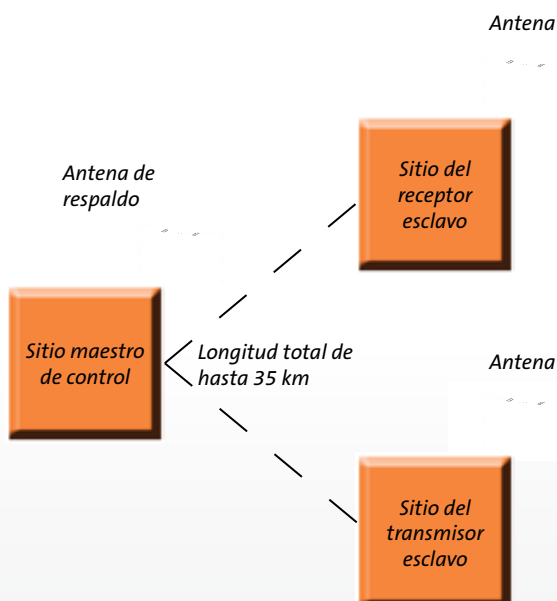 Antena
Sitio del
receptor
esclavo
Antena de
respaldo
Sitio maestro
de control
Longitud total de
hasta 35 km
Antena
Sitio del
transmisor
esclavo